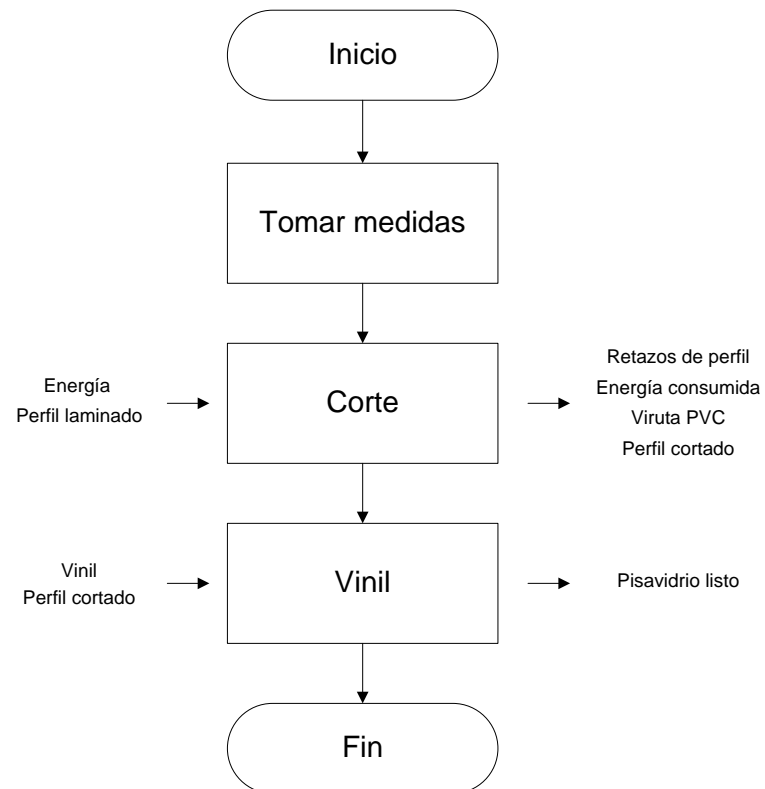 Inicio
Tomar medidas
Energía
Perfil laminado
Corte
Retazos de perfil
Energía consumida
Viruta PVC
Perfil cortado
Vinil
Perfil cortado
Vinil
Pisavidrio listo
Fin